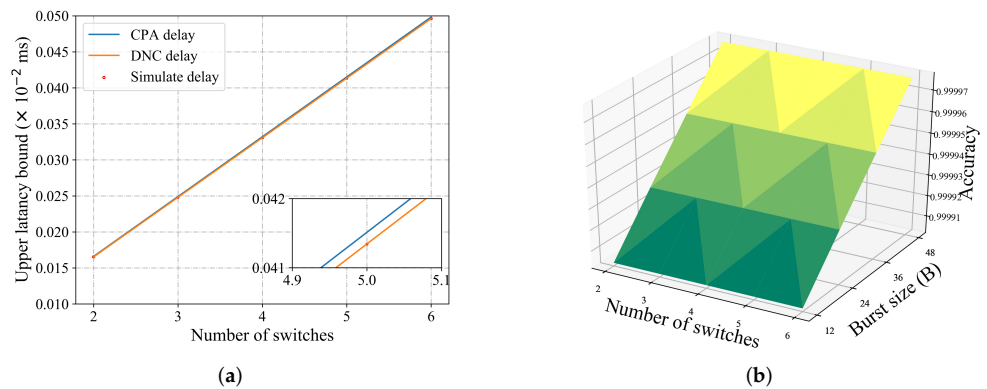 0.050
0.045
0.040
0.035
0.030
0.025
0.020
0.015
0.010
Upper latancy bound (× 10⁻² ms)
CPA delay
DNC delay
Simulate delay
0.042
0.041
4.9 5.0 5.1
2 3 4 5 6
Number of switches
(a)
0.99997
0.99996
0.99995
0.99994
0.99993
0.99992
0.99991
Accuracy
48
36
24
12
Burst size (B)
2 3 4 5 6
Number of switches
(b)